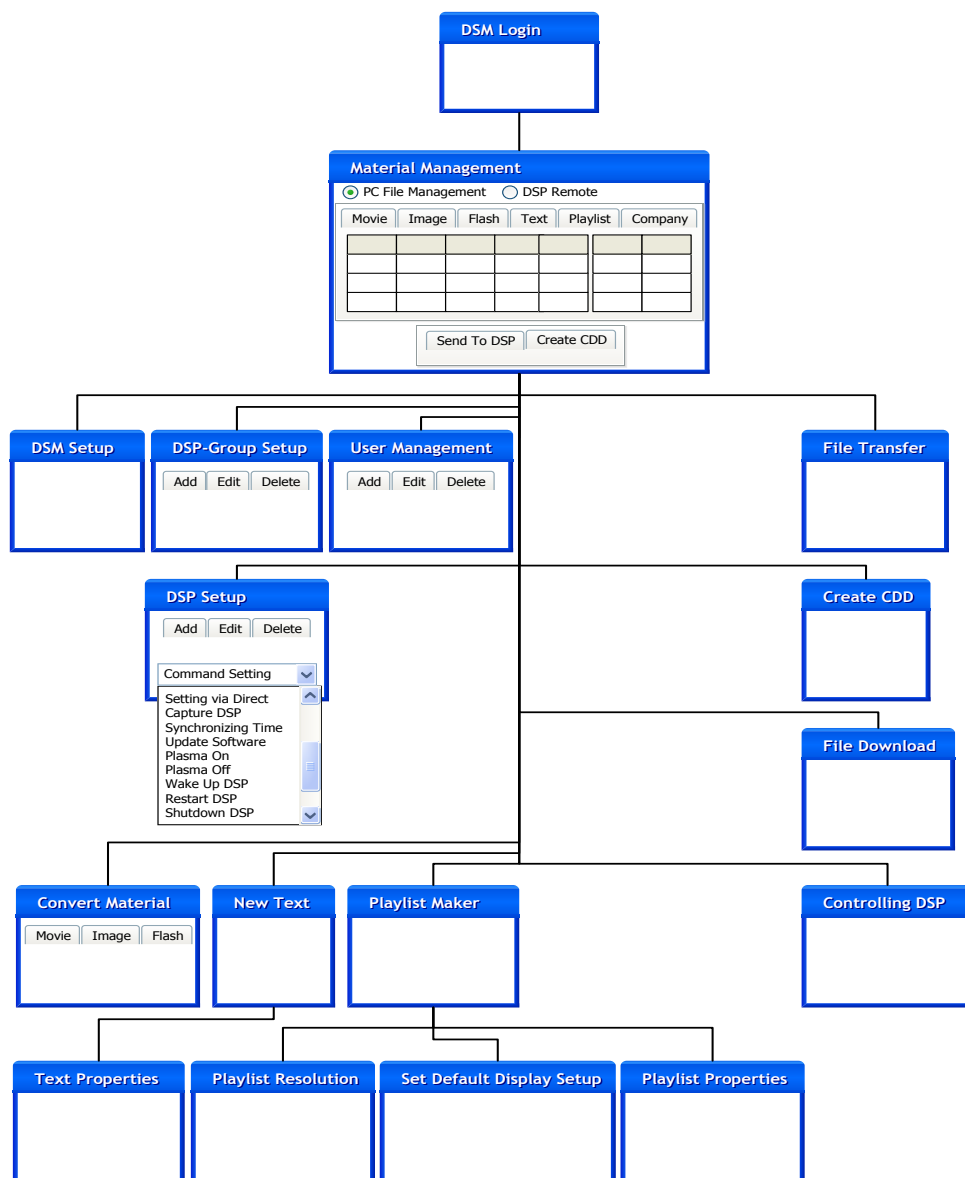 DSM Login
Material Management
PC File Management DSP Remote
Movie Image Flash Text Playlist Company
Send To DSP Create CDD
DSM Setup DSP-Group Setup User Management File Transfer
Add Edit Delete Add Edit Delete
DSP Setup Create CDD
Add Edit Delete
Command Setting
Setting via Direct
Capture DSP
Synchronizing Time
Update Software
Plasma On
Plasma Off
Wake Up DSP
Restart DSP
Shutdown DSP
File Download
Convert Material New Text Playlist Maker Controlling DSP
Movie Image Flash
Text Properties Playlist Resolution Set Default Display Setup Playlist Properties